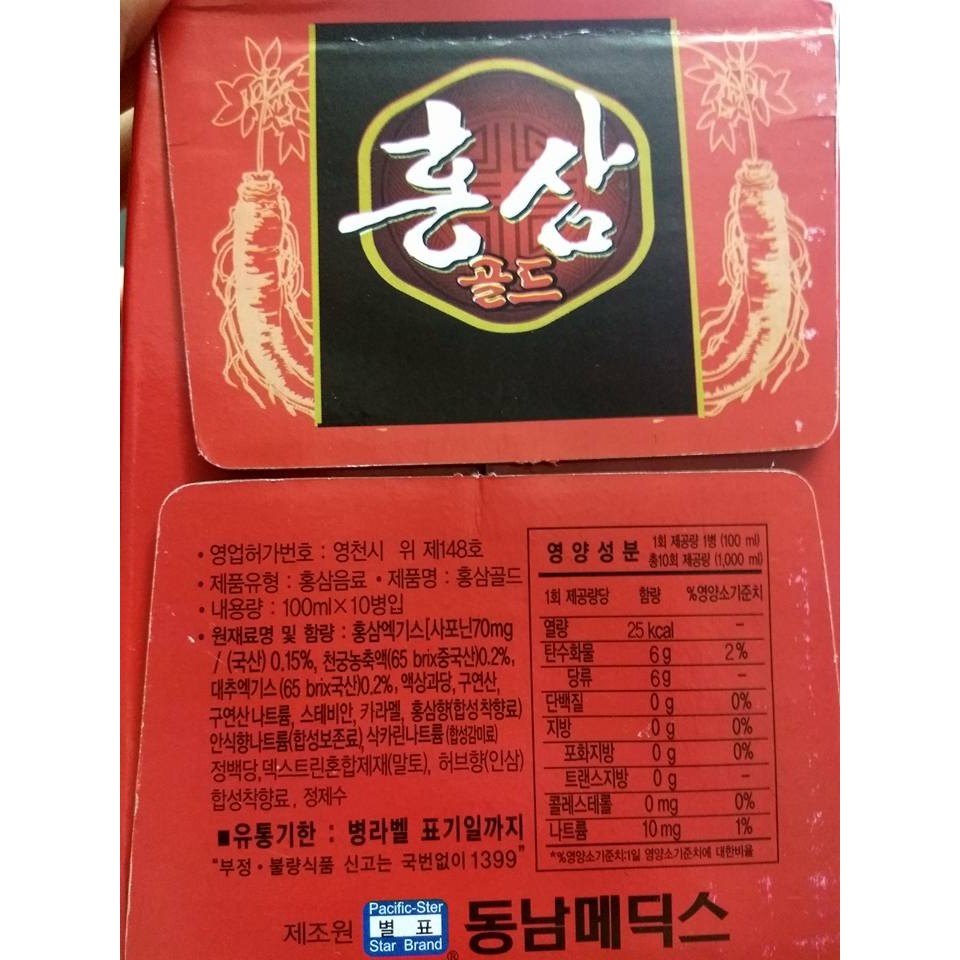 홍삼
골드
• 영업허가번호 : 영천시 위 제148호
• 제품유형 : 홍삼음료 • 제품명 : 홍삼골드
• 내용량 : 100ml×10병입
• 원재료명 및 함량 : 홍삼엑기스[사포닌70mg
/ (국산) 0.15%, 천궁농축액(65 brix중국산)0.2%,
대추엑기스(65 brix국산)0.2%, 액상과당, 구연산,
구연산나트륨, 스테비안, 카라멜, 홍삼향(합성착향료)
안식향나트륨(합성보존료), 삭카린나트륨(합성감미료)
정백당,덱스트린혼합제재(말토), 허브향(인삼)
합성착향료, 정제수
■유통기한 : 병라벨 표기일까지
"부정•불량식품 신고는 국번없이 1399"
영양성분 1회 제공량 1병 (100 ml)
총10회 제공량 (1,000 ml)
1회 제공량당 함량 %영양소기준치
열량 25 kcal -
탄수화물 6 g 2%
당류 6 g -
단백질 0 g 0%
지방 0 g 0%
포화지방 0 g 0%
트랜스지방 0 g -
콜레스테롤 0 mg 0%
나트륨 10 mg 1%
*%영양소기준치:1일 영양소기준치에 대한비율
제조원 Pacific-Ster
별 표
Star Brand ®
동남메딕스